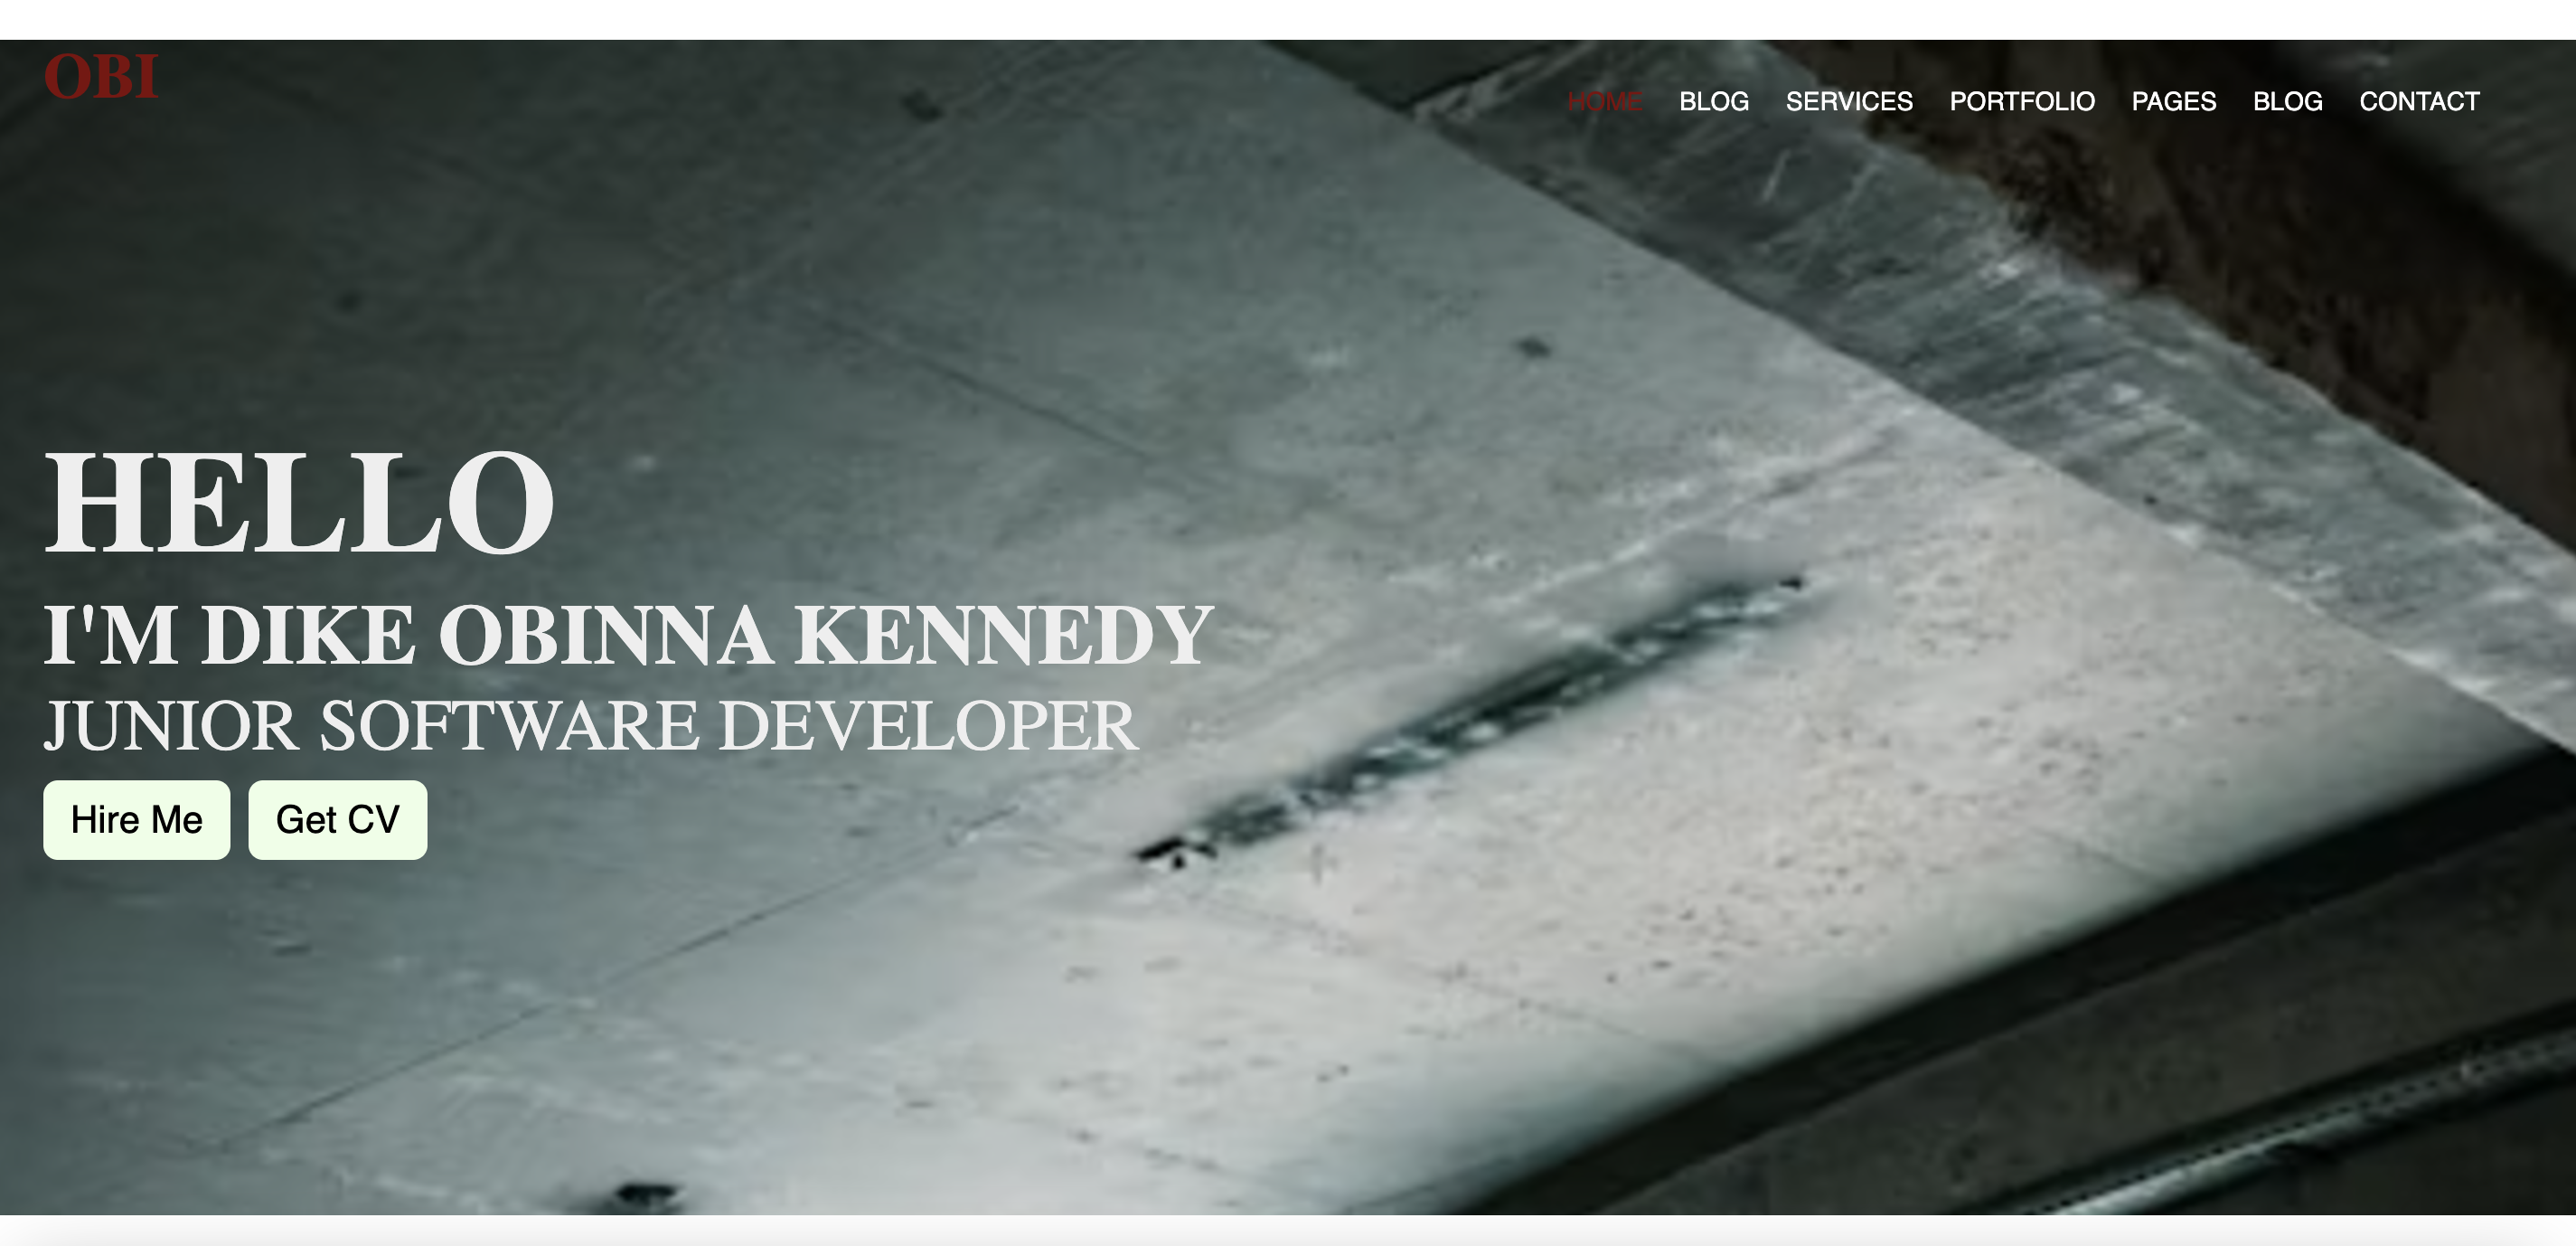 OBI
HOME BLOG SERVICES PORTFOLIO PAGES BLOG CONTACT
HELLO
I'M DIKE OBINNA KENNEDY
JUNIOR SOFTWARE DEVELOPER
Hire Me Get CV